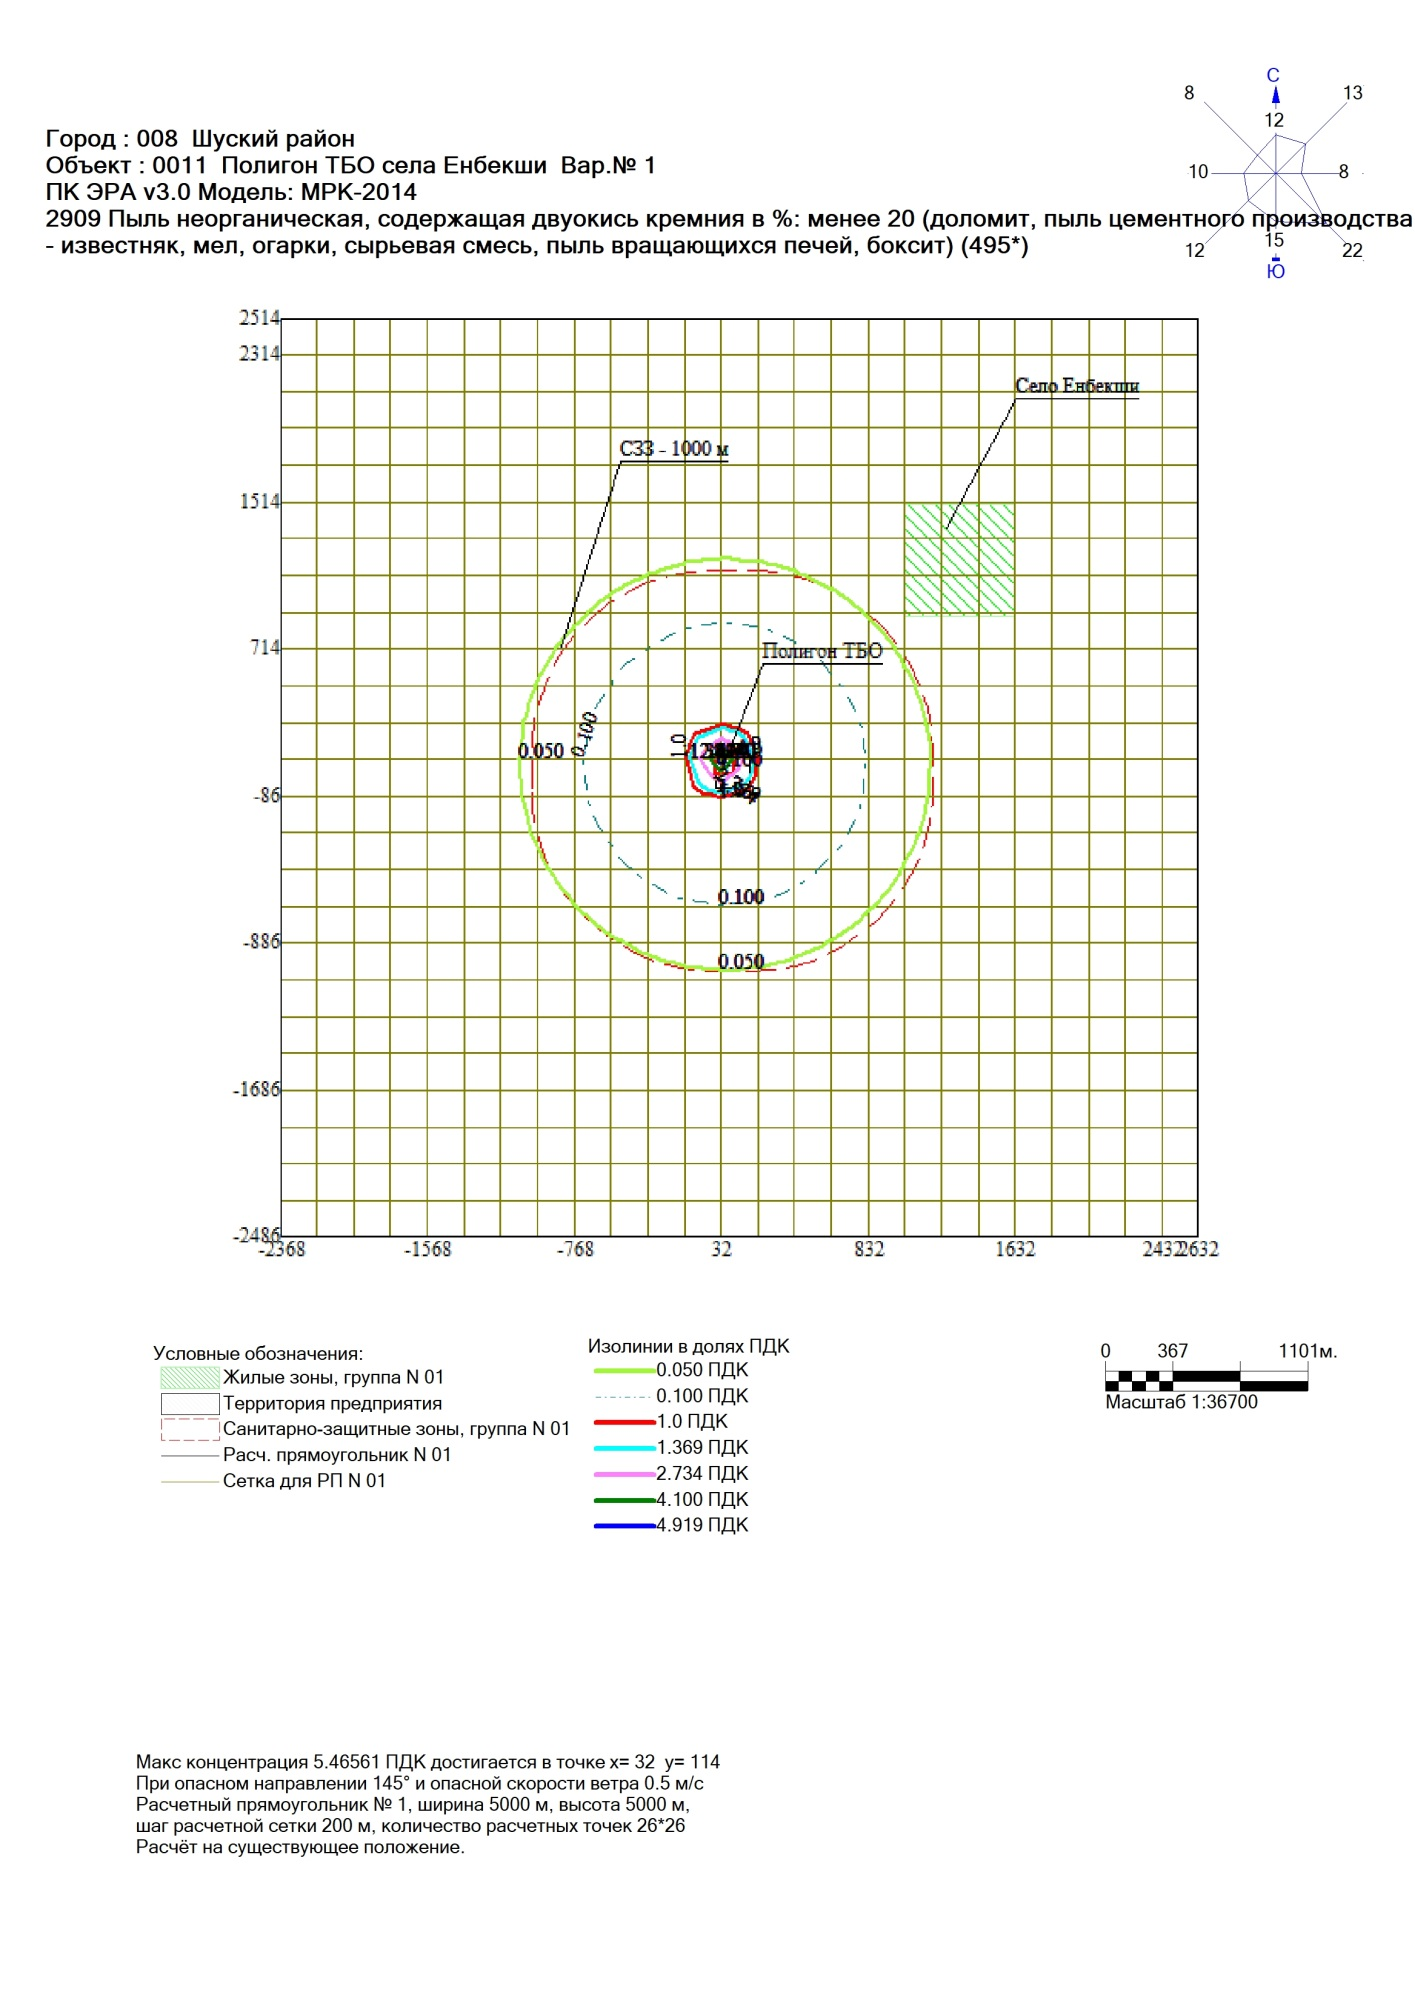 С
8
13
12
10
8
12
15
22
Ю
Город : 008  Шуский район
Объект : 0011  Полигон ТБО села Енбекши  Вар.№ 1
ПК ЭРА v3.0 Модель: МРК-2014
2909 Пыль неорганическая, содержащая двуокись кремния в %: менее 20 (доломит, пыль цементного производства
- известняк, мел, огарки, сырьевая смесь, пыль вращающихся печей, боксит) (495*)
2514
2314
Село Енбекши
СЗЗ - 1000 м
1514
714
Полигон ТБО
0.100
1.0
0.050
-86
0.100
-886
0.050
-1686
-2486
-2368
-1568
-768
32
832
1632
2432
2632
Условные обозначения:
Жилые зоны, группа N 01
Территория предприятия
Санитарно-защитные зоны, группа N 01
Расч. прямоугольник N 01
Сетка для РП N 01
Изолинии в долях ПДК
0.050 ПДК
0.100 ПДК
1.0 ПДК
1.369 ПДК
2.734 ПДК
4.100 ПДК
4.919 ПДК
0 367 1101м.
Масштаб 1:36700
Макс концентрация 5.46561 ПДК достигается в точке x= 32  y= 114
При опасном направлении 145° и опасной скорости ветра 0.5 м/с
Расчетный прямоугольник № 1, ширина 5000 м, высота 5000 м,
шаг расчетной сетки 200 м, количество расчетных точек 26*26
Расчёт на существующее положение.